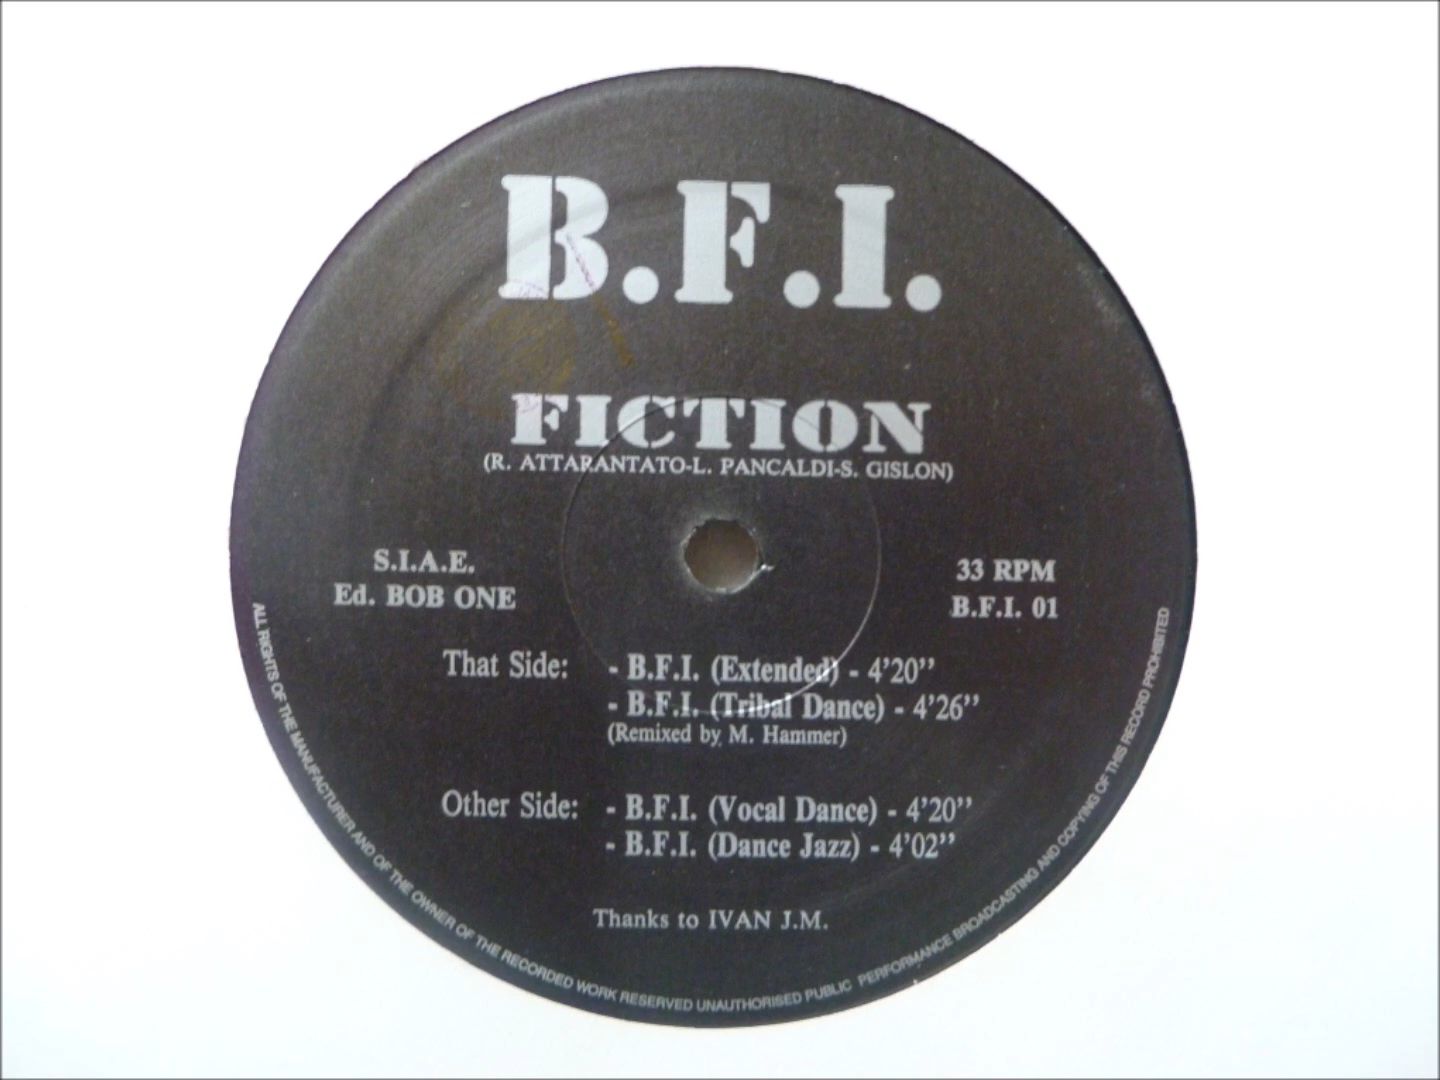 B.F.I.
FICTION
(R. ATTARANTATO-L. PANCALDI-S. GISLON)
S.I.A.E.
Ed. BOB ONE
33 RPM
B.F.I. 01
That Side: - B.F.I. (Extended) - 4'20''
- B.F.I. (Tribal Dance) - 4'26''
(Remixed by M. Hammer)
Other Side: - B.F.I. (Vocal Dance) - 4'20''
- B.F.I. (Dance Jazz) - 4'02''
Thanks to IVAN J.M.
ALL RIGHTS OF THE MANUFACTURER AND OF THE OWNER OF THE RECORDED WORK RESERVED UNAUTHORISED PUBLIC PERFORMANCE BROADCASTING AND COPYING OF THIS RECORD PROHIBITED